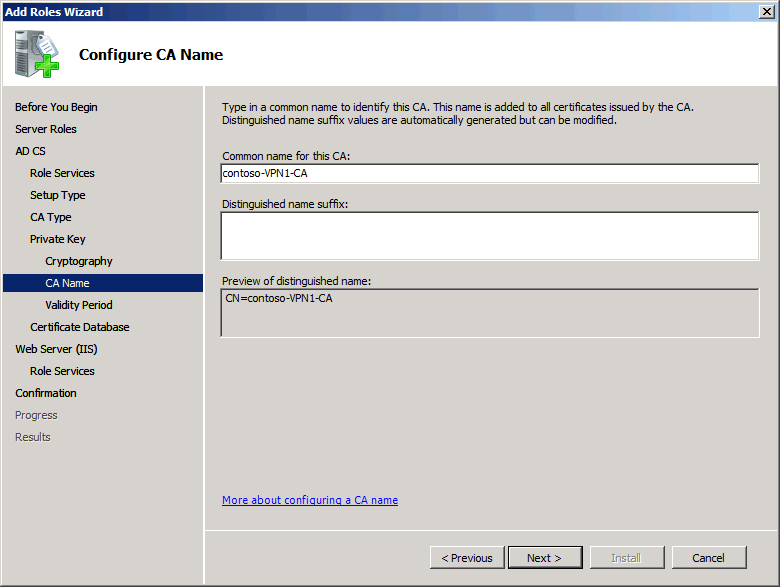 Add Roles Wizard
Configure CA Name
Before You Begin
Server Roles
AD CS
Role Services
Setup Type
CA Type
Private Key
Cryptography
CA Name
Validity Period
Certificate Database
Web Server (IIS)
Role Services
Confirmation
Progress
Results
Type in a common name to identify this CA. This name is added to all certificates issued by the CA.
Distinguished name suffix values are automatically generated but can be modified.
Common name for this CA:
contoso-VPN1-CA
Distinguished name suffix:
Preview of distinguished name:
CN=contoso-VPN1-CA
More about configuring a CA name
< Previous
Next >
Install
Cancel